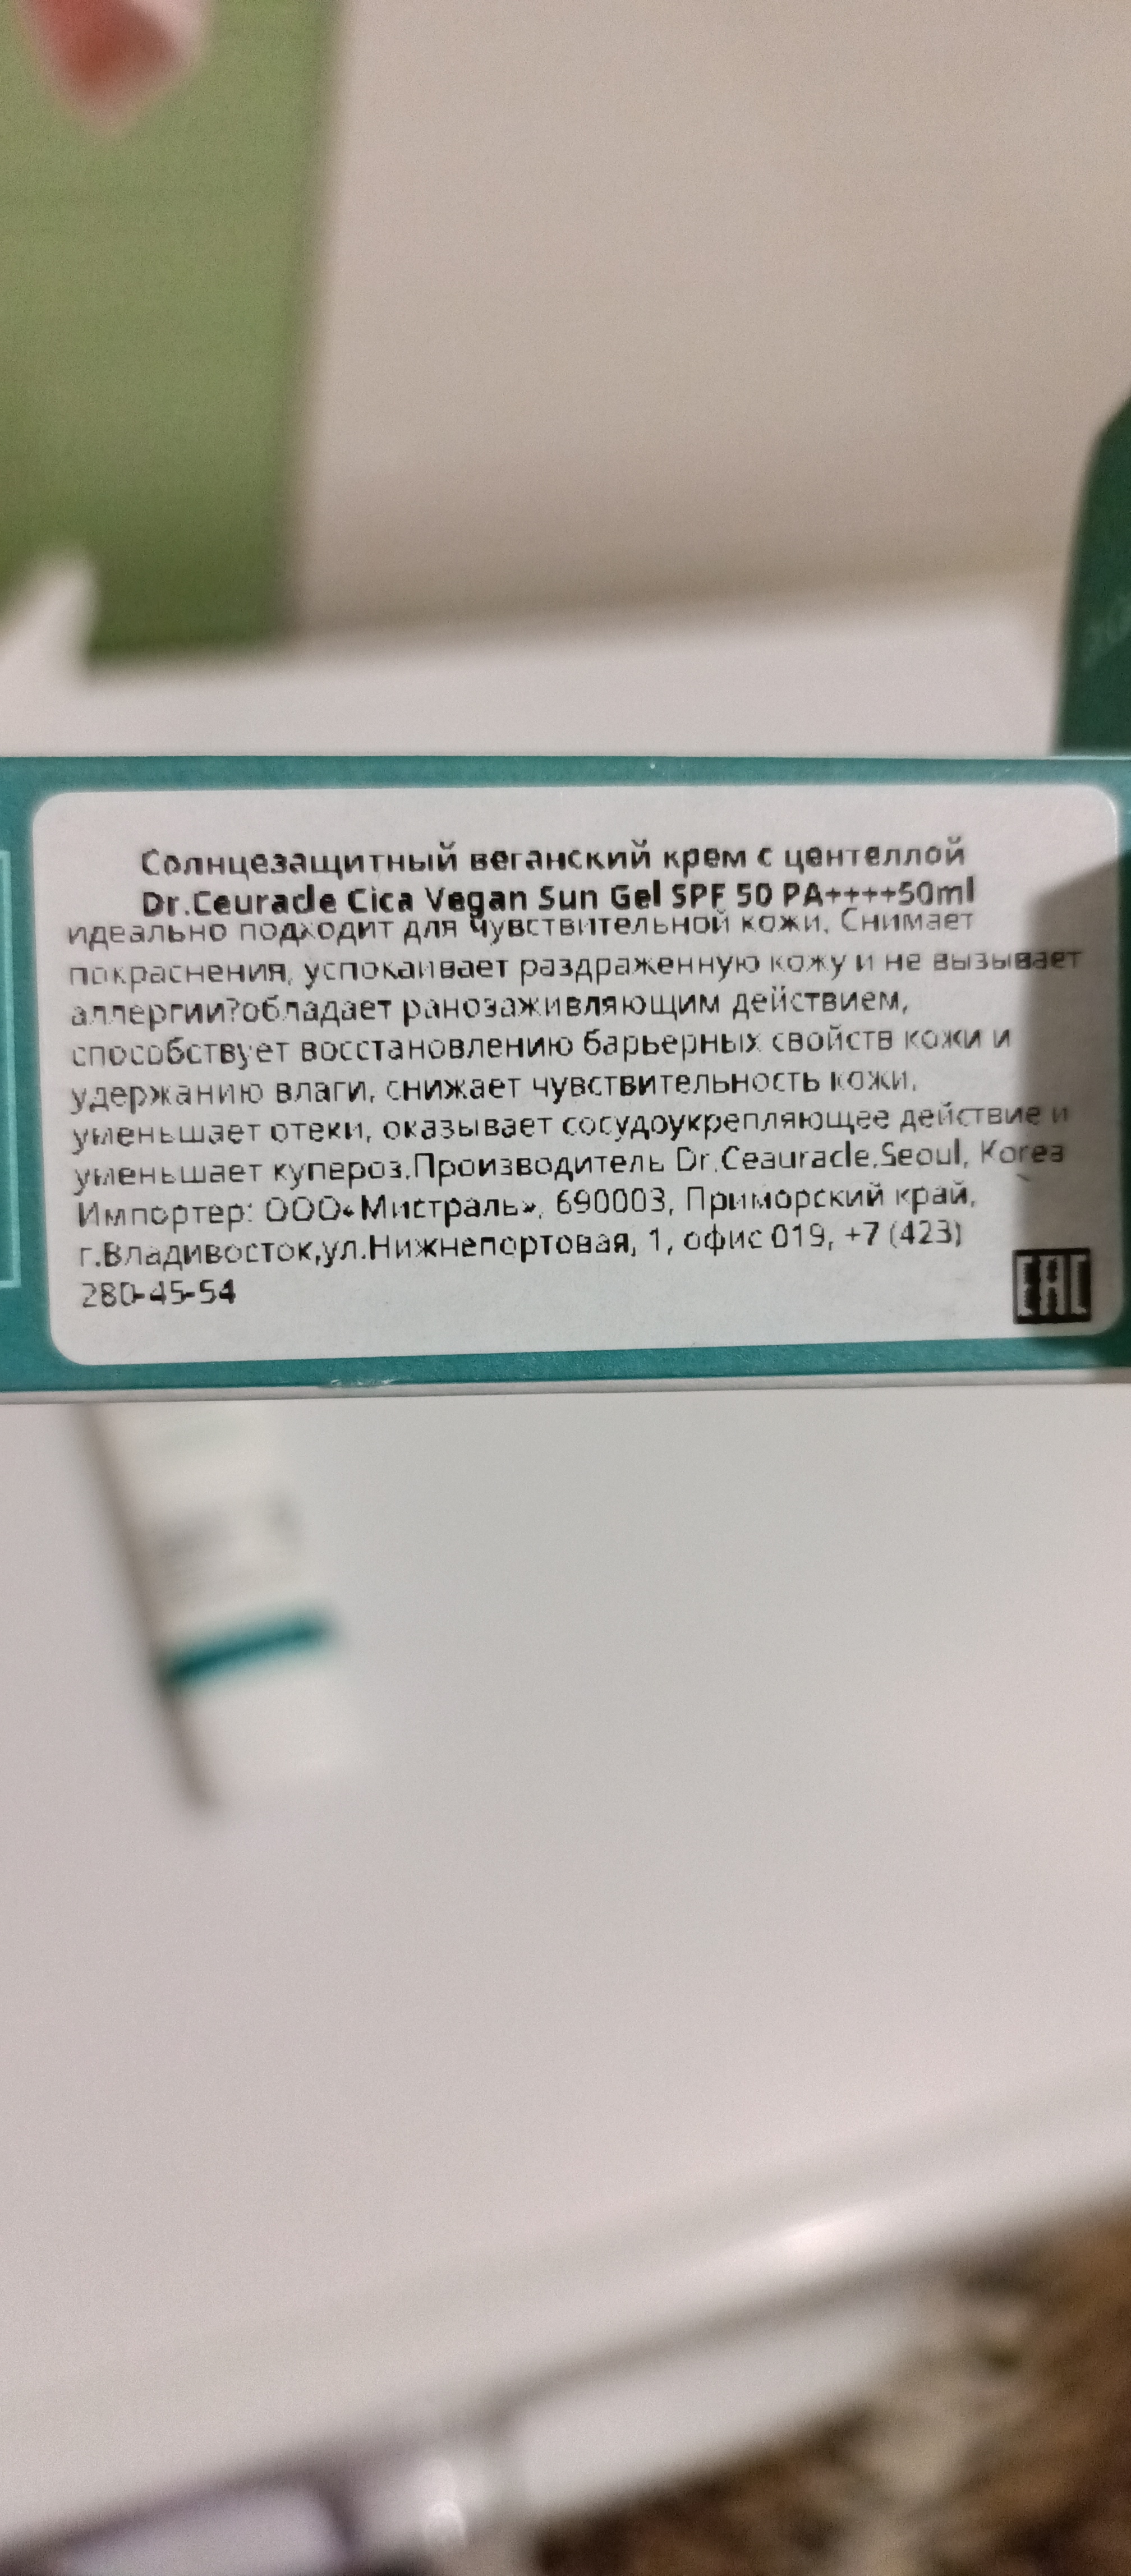 Солнцезащитный веганский крем с центеллой
Dr.Ceuracle Cica Vegan Sun Gel SPF 50 PA++++50ml
идеально подходит для чувствительной кожи. Снимает
покраснения, успокаивает раздраженную кожу и не вызывает
аллергии?обладает ранозаживляющим действием,
способствует восстановлению барьерных свойств кожи и
удержанию влаги, снижает чувствительность кожи,
уменьшает отеки, оказывает сосудоукрепляющее действие и
уменьшает купероз.Производитель Dr.Ceauracle.Seoul, Korea
Импортер: ООО«Мистраль», 690003, Приморский край,
г.Владивосток,ул.Нижнепортовая, 1, офис 019, +7 (423)
280-45-54
EAC